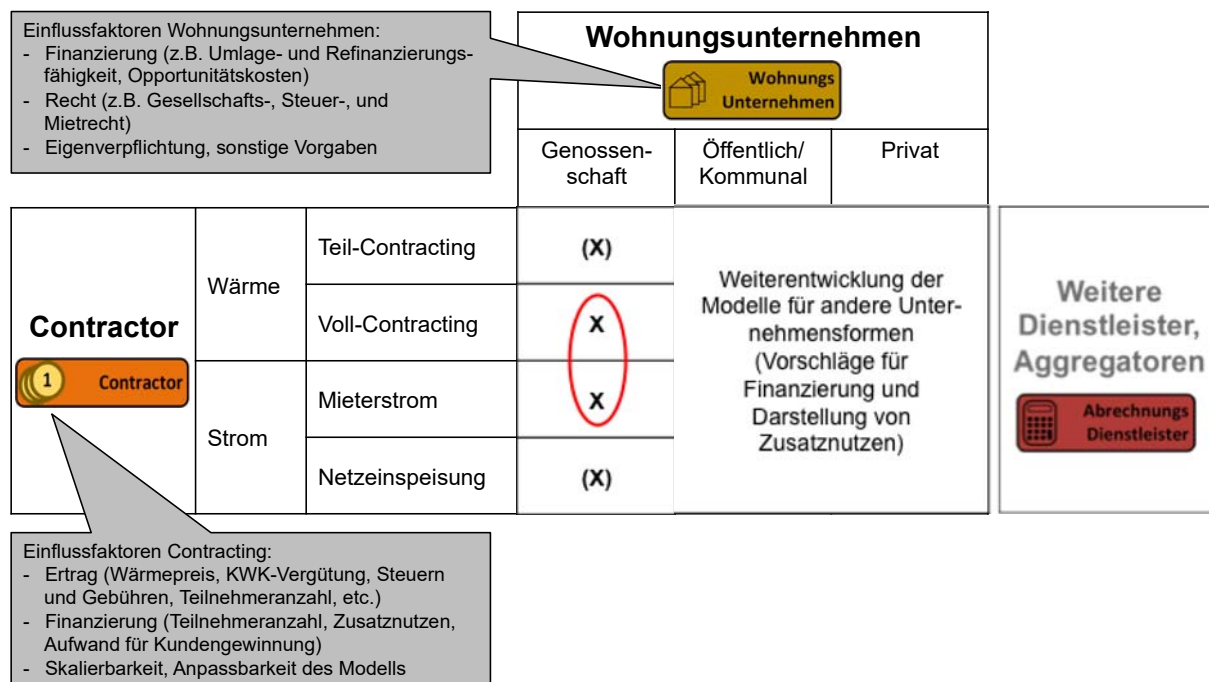 Einflussfaktoren Wohnungsunternehmen:
- Finanzierung (z.B. Umlage- und Refinanzierungs-
fähigkeit, Opportunitätskosten)
- Recht (z.B. Gesellschafts-, Steuer-, und
Mietrecht)
- Eigenverpflichtung, sonstige Vorgaben
Wohnungsunternehmen
Wohnungs
Unternehmen
Genossen-
schaft
Öffentlich/
Kommunal
Privat
Contractor
1 Contractor
Wärme
Teil-Contracting
(X)
Voll-Contracting
X
Strom
Mieterstrom
X
Netzeinspeisung
(X)
Weiterentwicklung der
Modelle für andere Unter-
nehmensformen
(Vorschläge für
Finanzierung und
Darstellung von
Zusatznutzen)
Weitere
Dienstleister,
Aggregatoren
Abrechnungs
Dienstleister
Einflussfaktoren Contracting:
- Ertrag (Wärmepreis, KWK-Vergütung, Steuern
und Gebühren, Teilnehmeranzahl, etc.)
- Finanzierung (Teilnehmeranzahl, Zusatznutzen,
Aufwand für Kundengewinnung)
- Skalierbarkeit, Anpassbarkeit des Modells